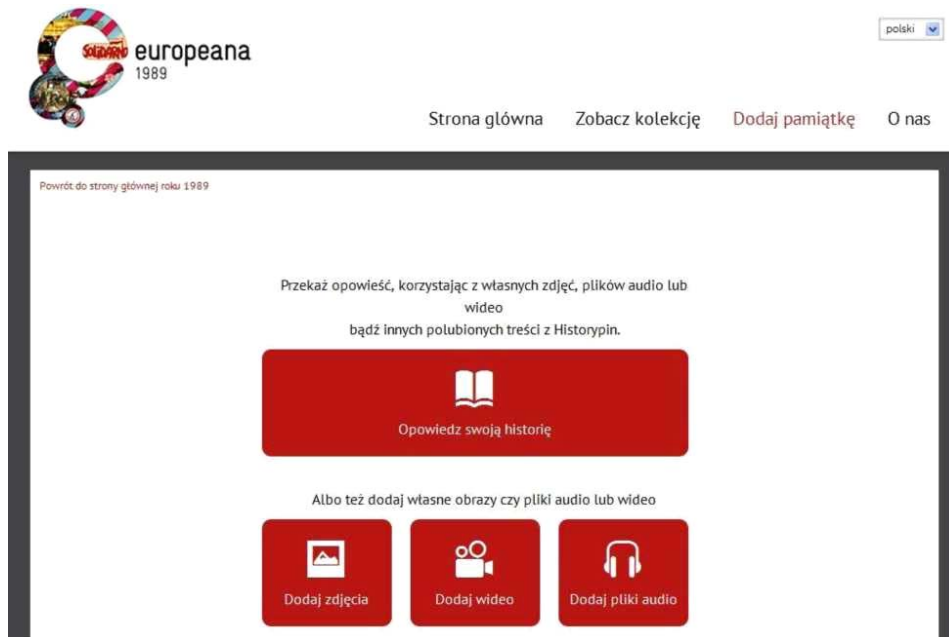 SOLIDARNO
europeana
1989
polski
Strona główna Zobacz kolekcję Dodaj pamiątkę O nas
Powrót do strony głównej roku 1989
Przekaż opowieść, korzystając z własnych zdjęć, plików audio lub
wideo
bądź innych polubionych treści z Historypin.
Opowiedz swoją historię
Albo też dodaj własne obrazy czy pliki audio lub wideo
Dodaj zdjęcia Dodaj wideo Dodaj pliki audio